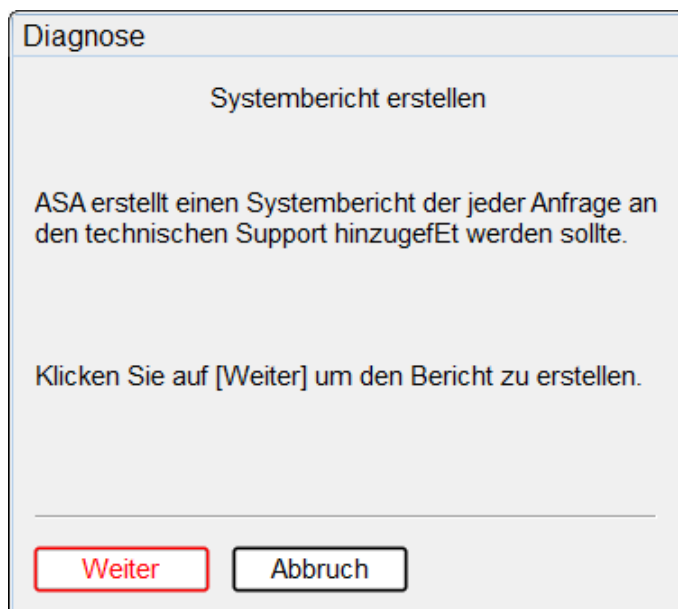 Diagnose
Systembericht erstellen
ASA erstellt einen Systembericht der jeder Anfrage an
den technischen Support hinzugefEt werden sollte.
Klicken Sie auf [Weiter] um den Bericht zu erstellen.
Weiter
Abbruch